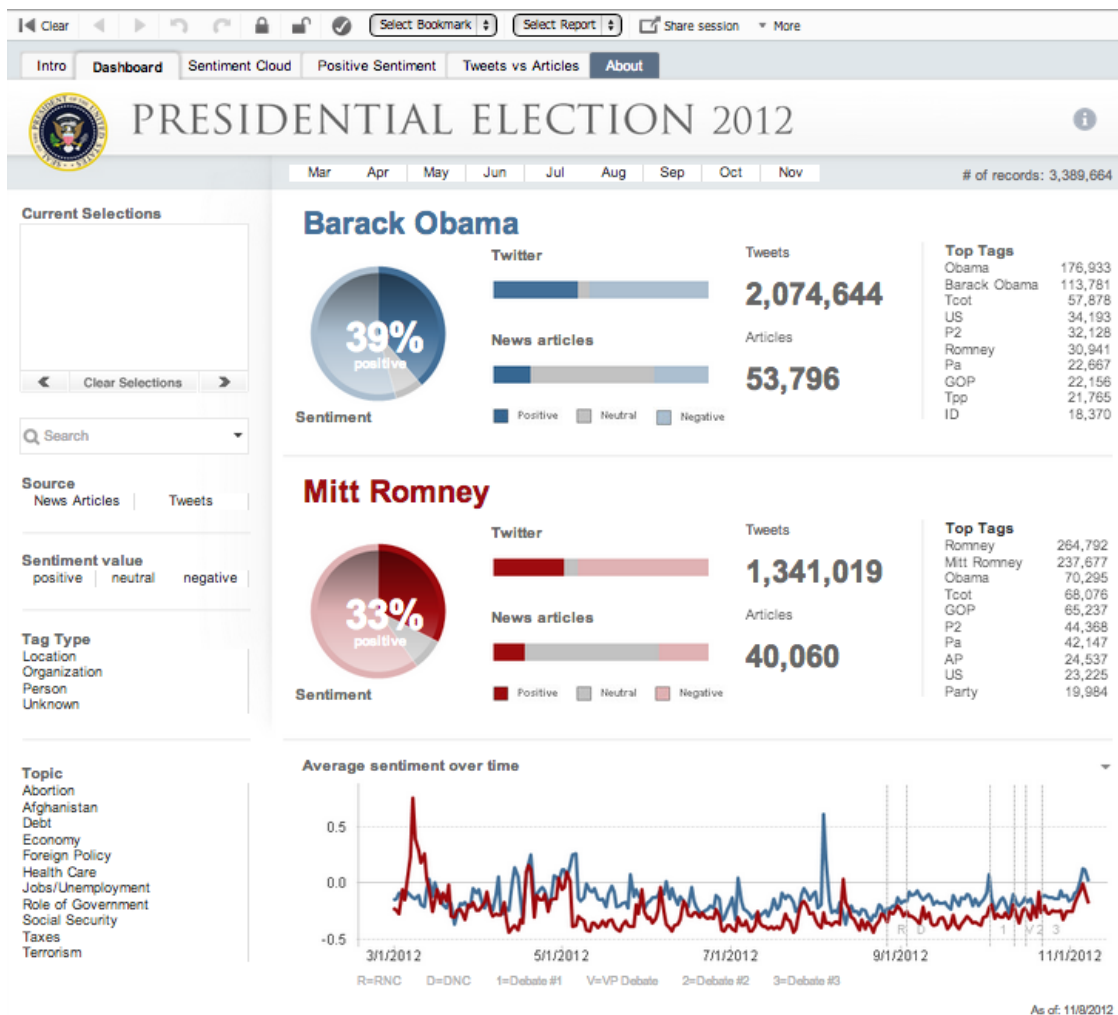 Clear Select Bookmark Select Report Share session More
Intro Dashboard Sentiment Cloud Positive Sentiment Tweets vs Articles About
PRESIDENTIAL ELECTION 2012
Mar Apr May Jun Jul Aug Sep Oct Nov
# of records: 3,389,664
Current Selections
Clear Selections
Search
Source
News Articles Tweets
Sentiment value
positive neutral negative
Tag Type
Location
Organization
Person
Unknown
Topic
Abortion
Afghanistan
Debt
Economy
Foreign Policy
Health Care
Jobs/Unemployment
Role of Government
Social Security
Taxes
Terrorism
Barack Obama
39%
positive
Sentiment
Twitter
News articles
Positive Neutral Negative
Tweets
2,074,644
Articles
53,796
Top Tags
Obama 176,933
Barack Obama 113,781
Tcot 57,878
US 34,193
P2 32,128
Romney 30,941
Pa 22,667
GOP 22,156
Tpp 21,765
ID 18,370
Mitt Romney
33%
positive
Sentiment
Twitter
News articles
Positive Neutral Negative
Tweets
1,341,019
Articles
40,060
Top Tags
Romney 264,792
Mitt Romney 237,677
Obama 70,295
Tcot 68,076
GOP 65,237
P2 44,368
Pa 42,147
AP 24,537
US 23,225
Party 19,984
Average sentiment over time
0.5
0.0
-0.5
R D 1 V 2 3
3/1/2012 5/1/2012 7/1/2012 9/1/2012 11/1/2012
R=RNC D=DNC 1=Debate #1 V=VP Debate 2=Debate #2 3=Debate #3
As of: 11/8/2012